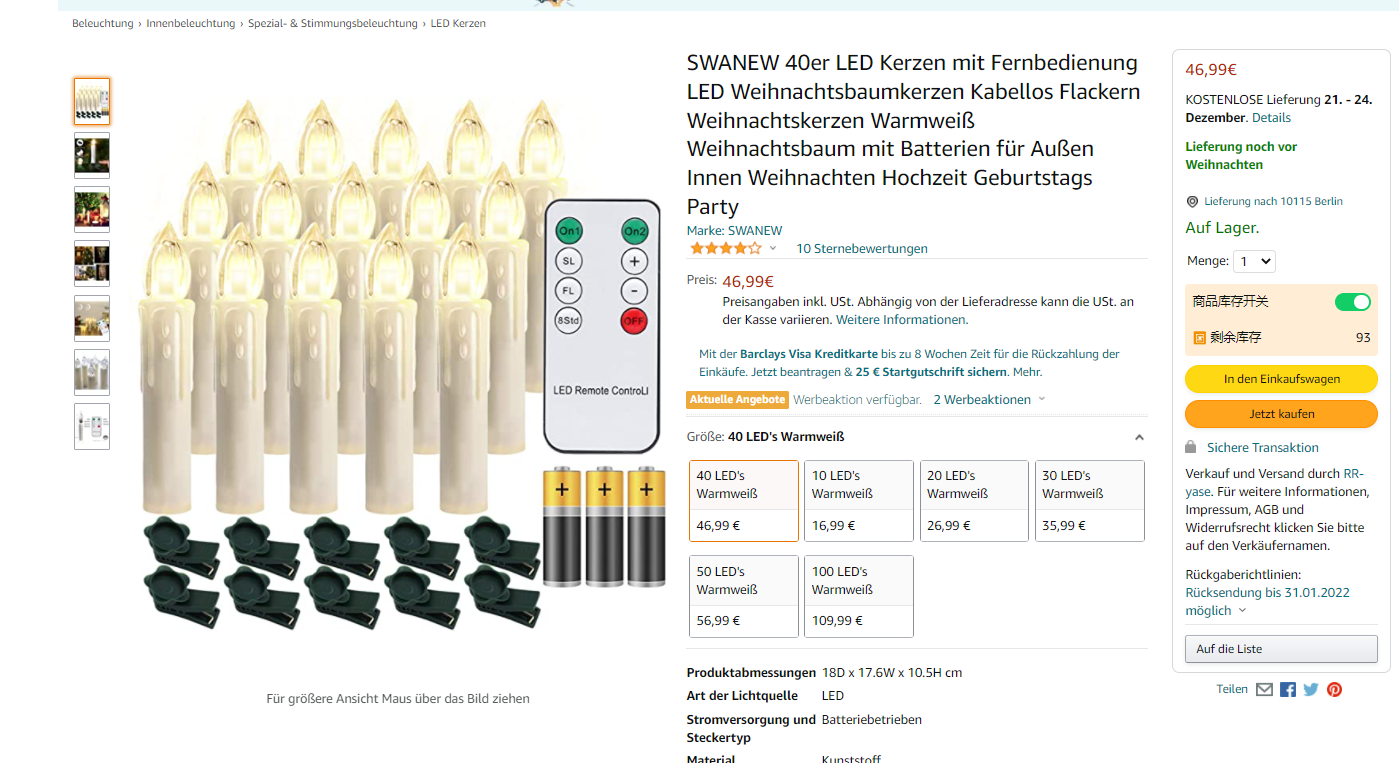 Beleuchtung › Innenbeleuchtung › Spezial- & Stimmungsbeleuchtung › LED Kerzen
SWANEW 40er LED Kerzen mit Fernbedienung
LED Weihnachtsbaumkerzen Kabellos Flackern
Weihnachtskerzen Warmweiß
Weihnachtsbaum mit Batterien für Außen
Innen Weihnachten Hochzeit Geburtstags
Party
Marke: SWANEW
10 Sternebewertungen
Preis: 46,99€
Preisangaben inkl. USt. Abhängig von der Lieferadresse kann die USt. an
der Kasse variieren. Weitere Informationen.
Mit der Barclays Visa Kreditkarte bis zu 8 Wochen Zeit für die Rückzahlung der
Einkäufe. Jetzt beantragen & 25 € Startgutschrift sichern. Mehr.
Aktuelle Angebote Werbeaktion verfügbar. 2 Werbeaktionen
Größe: 40 LED's Warmweiß
40 LED's
Warmweiß
46,99 €
10 LED's
Warmweiß
16,99 €
20 LED's
Warmweiß
26,99 €
30 LED's
Warmweiß
35,99 €
50 LED's
Warmweiß
56,99 €
100 LED's
Warmweiß
109,99 €
Produktabmessungen 18D x 17.6W x 10.5H cm
Art der Lichtquelle LED
Stromversorgung und Batteriebetrieben
Steckertyp
Material Kunststoff
On1 On2
SL +
FL -
8Std OFF
LED Remote ControLl
+ + +
Für größere Ansicht Maus über das Bild ziehen
46,99€
KOSTENLOSE Lieferung 21. - 24.
Dezember. Details
Lieferung noch vor
Weihnachten
Lieferung nach 10115 Berlin
Auf Lager.
Menge: 1
商品库存开关
剩余库存 93
In den Einkaufswagen
Jetzt kaufen
Sichere Transaktion
Verkauf und Versand durch RR-
yase. Für weitere Informationen,
Impressum, AGB und
Widerrufsrecht klicken Sie bitte
auf den Verkäufernamen.
Rückgaberichtlinien:
Rücksendung bis 31.01.2022
möglich
Auf die Liste
Teilen